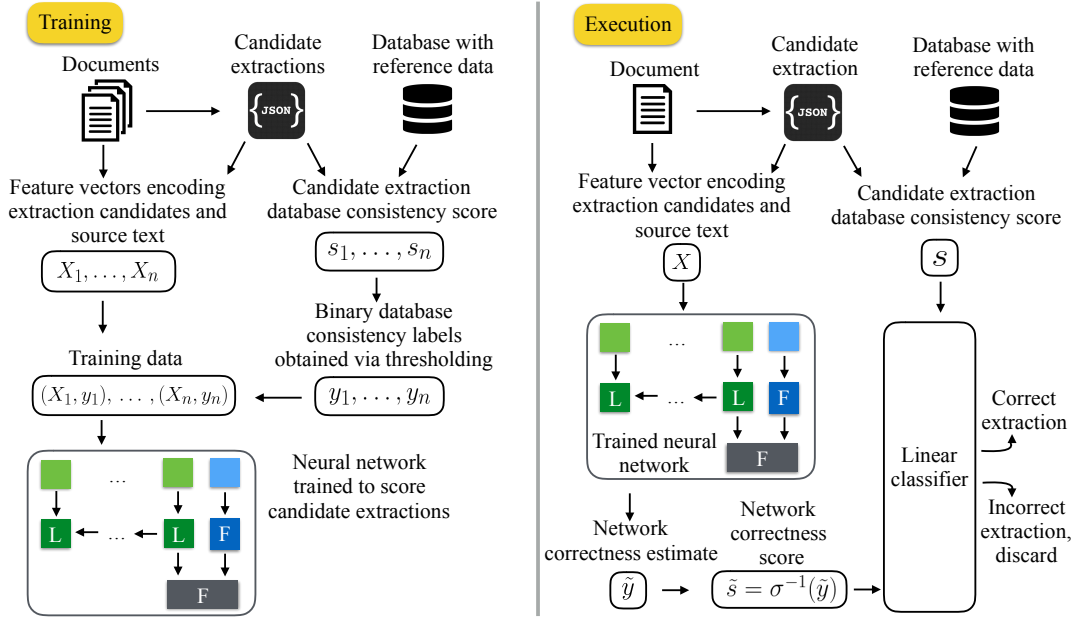 Training
Documents
Candidate
extractions
Database with
reference data
{JSON}
Feature vectors encoding
extraction candidates and
source text
Candidate extraction
database consistency score
X₁, . . . , Xₙ
s₁, . . . , sₙ
Binary database
consistency labels
obtained via thresholding
Training data
(X₁, y₁), . . . , (Xₙ, yₙ)
y₁, . . . , yₙ
...
L
...
L
F
F
Neural network
trained to score
candidate extractions
Execution
Document
Candidate
extraction
Database with
reference data
{JSON}
Feature vector encoding
extraction candidates and
source text
Candidate extraction
database consistency score
X
s
...
L
...
L
F
F
Trained neural
network
Network
correctness estimate
Network
correctness
score
ỹ
s̃ = σ⁻¹(ỹ)
Linear
classifier
Correct
extraction
Incorrect
extraction,
discard